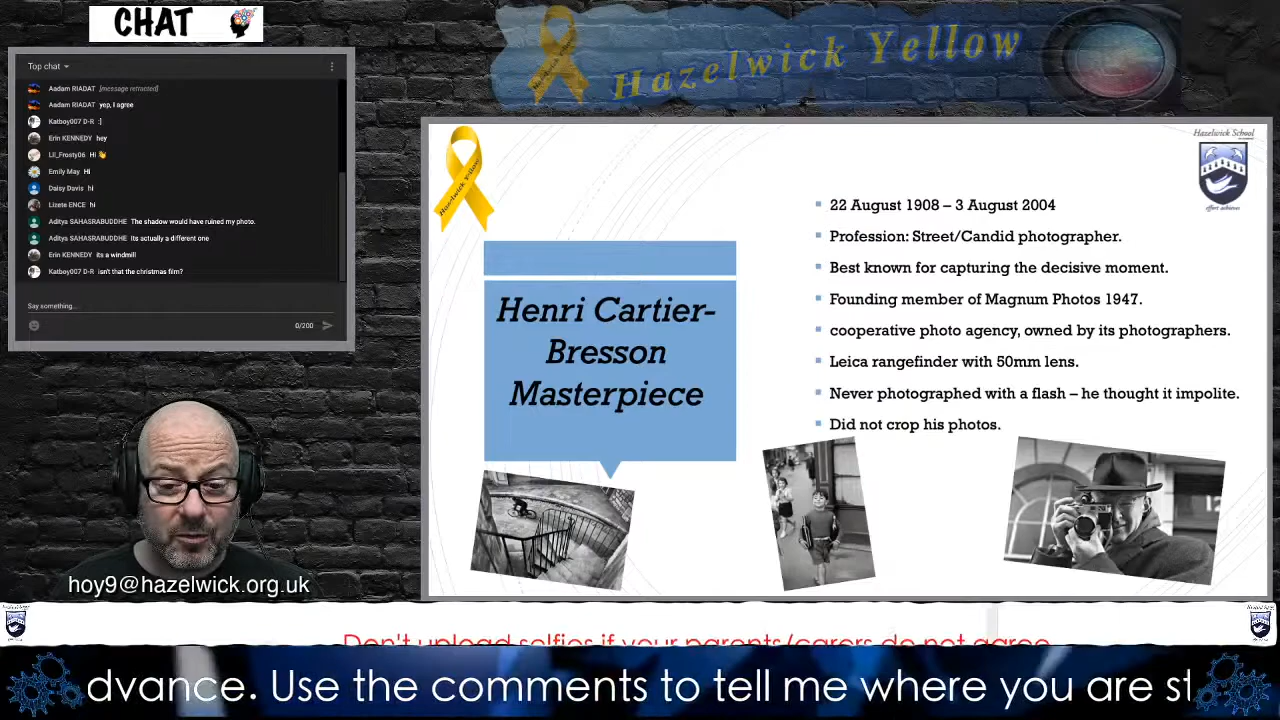 CHAT
Hazelwick Yellow
Top chat
Aadam RIADAT [message retracted]
Aadam RIADAT yep, I agree
Katboy007 D-R :]
Erin KENNEDY hey
Lil_Frosty06 Hi 👋
Emily May Hi
Daisy Davis hi
Lizete ENCE hi
Aditya SAHASRABUDDHE The shadow would have ruined my photo.
Aditya SAHASRABUDDHE Its actually a different one
Erin KENNEDY its a windmill
Katboy007 D-R isn't that the christmas film?
Say something...
0/200
hoy9@hazelwick.org.uk
Hazelwick Yellow
Hazelwick School
effort achieves
Henri Cartier-
Bresson
Masterpiece
22 August 1908 – 3 August 2004
Profession: Street/Candid photographer.
Best known for capturing the decisive moment.
Founding member of Magnum Photos 1947.
cooperative photo agency, owned by its photographers.
Leica rangefinder with 50mm lens.
Never photographed with a flash – he thought it impolite.
Did not crop his photos.
12
Don't upload selfies if your parents/carers do not agree
dvance. Use the comments to tell me where you are st